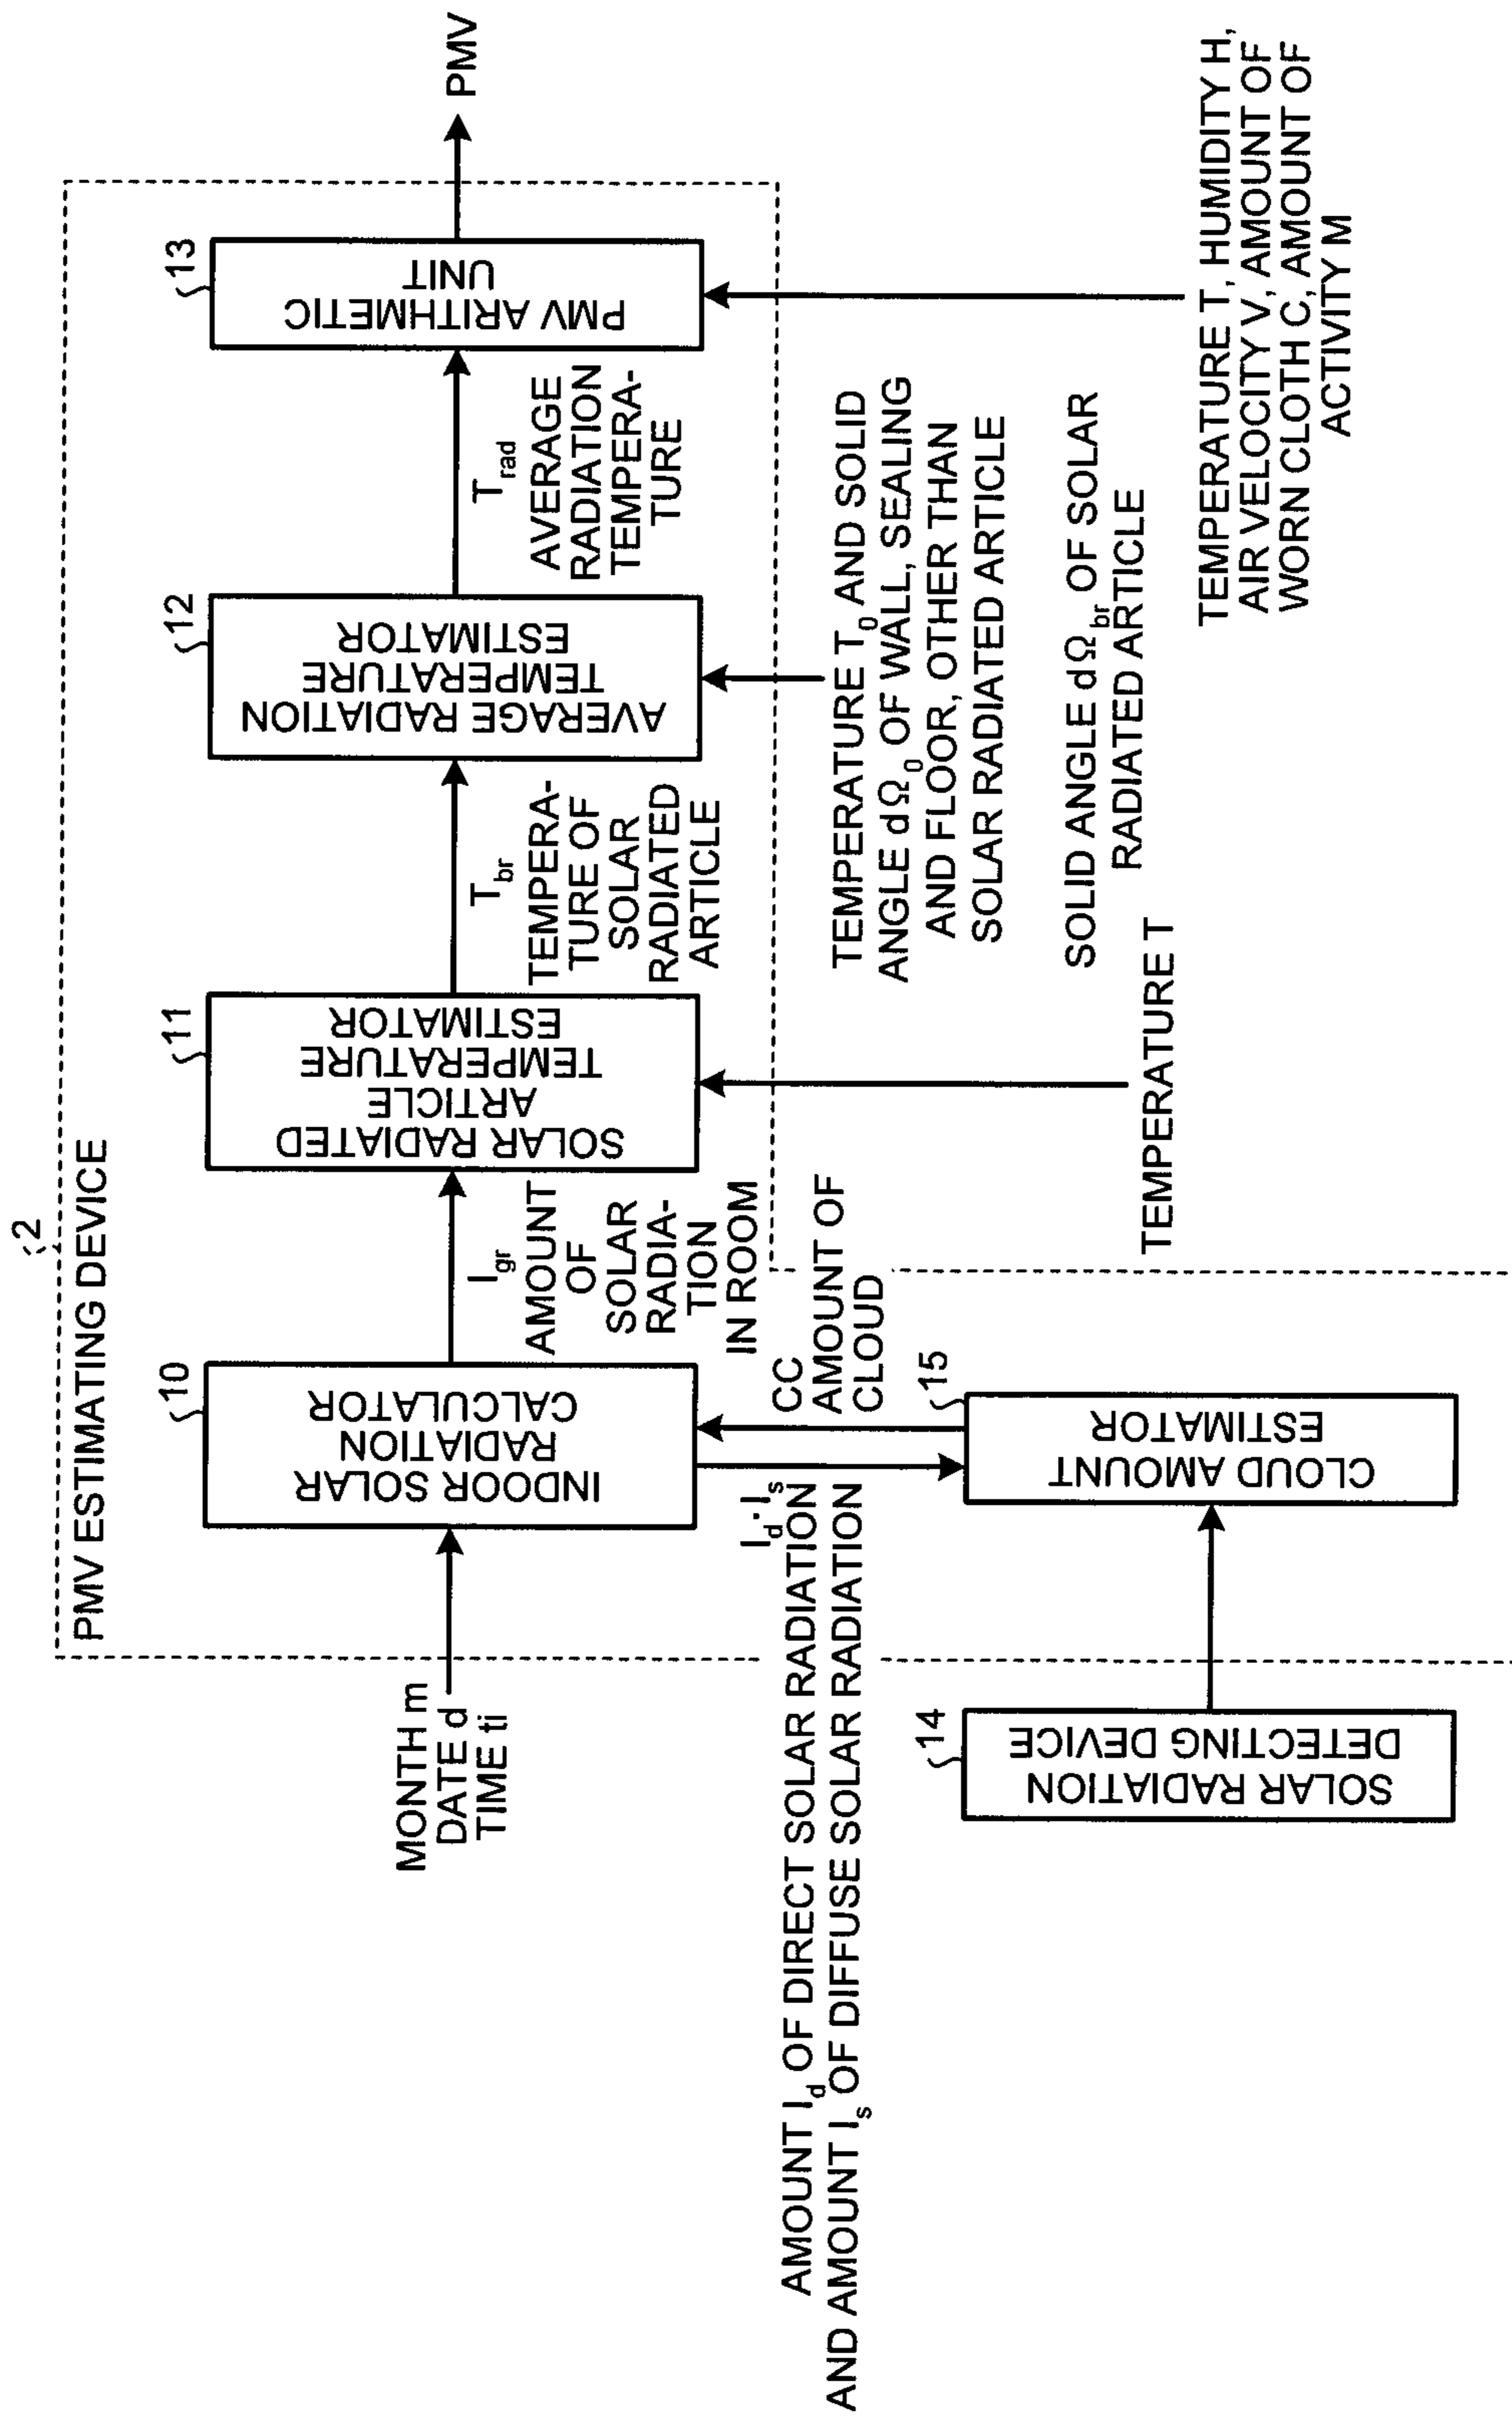 2
PMV ESTIMATING DEVICE
MONTH m
DATE d
TIME ti
10
INDOOR SOLAR
RADIATION
CALCULATOR
I_gr
AMOUNT
OF
SOLAR
RADIA-
TION
IN ROOM
11
SOLAR RADIATED
ARTICLE
TEMPERATURE
ESTIMATOR
T_br
TEMPERA-
TURE OF
SOLAR
RADIATED
ARTICLE
12
AVERAGE RADIATION
TEMPERATURE
ESTIMATOR
T_rad
AVERAGE
RADIATION
TEMPERA-
TURE
13
PMV ARITHMETIC
UNIT
PMV
I_d·I_s
AMOUNT I_d OF DIRECT SOLAR RADIATION
AND AMOUNT I_s OF DIFFUSE SOLAR RADIATION
CC
AMOUNT OF
CLOUD
14
SOLAR RADIATION
DETECTING DEVICE
15
CLOUD AMOUNT
ESTIMATOR
TEMPERATURE T
TEMPERATURE T_0 AND SOLID
ANGLE dΩ_0 OF WALL, SEALING
AND FLOOR, OTHER THAN
SOLAR RADIATED ARTICLE
SOLID ANGLE dΩ_br OF SOLAR
RADIATED ARTICLE
TEMPERATURE T, HUMIDITY H,
AIR VELOCITY V, AMOUNT OF
WORN CLOTH C, AMOUNT OF
ACTIVITY M